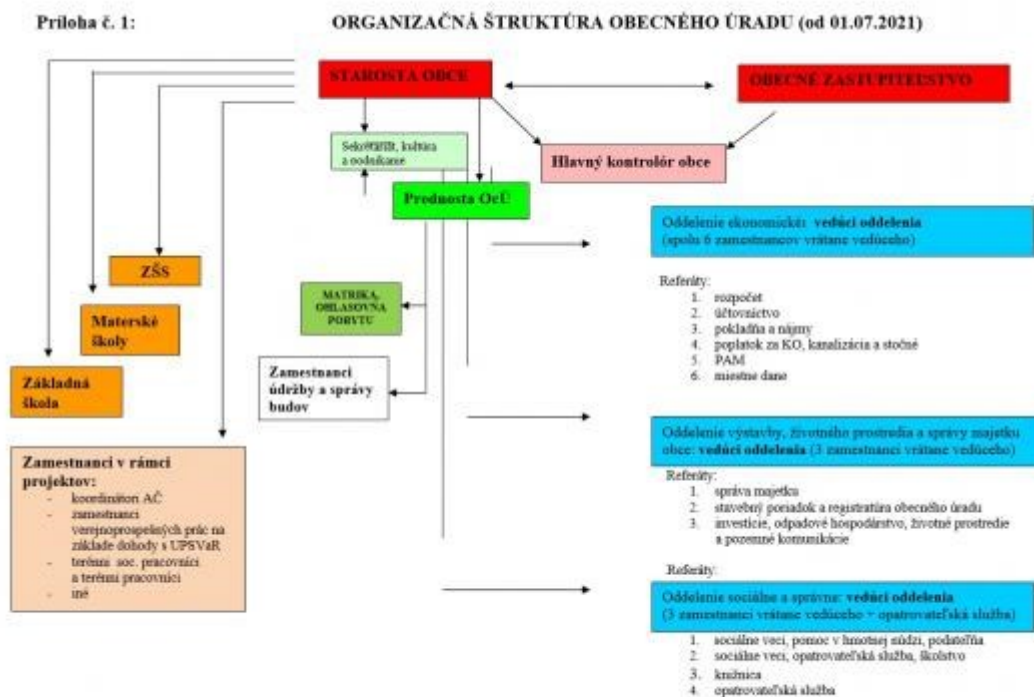 Príloha č. 1:
ORGANIZAČNÁ ŠTRUKTÚRA OBECNÉHO ÚRADU (od 01.07.2021)
STAROSTA OBCE
OBECNÉ ZASTUPITEĽSTVO
Sekretariát, kultúra
a podnikanie
Hlavný kontrolór obce
Prednosta OcÚ
ZŠS
Materské
školy
Základná
škola
MATRIKA,
OHLASOVŇA
POBYTU
Zamestnanci
údržby a správy
budov
Zamestnanci v rámci
projektov:
- koordinátori AČ
- zamestnanci
verejnoprospešných prác na
základe dohody s UPSVaR
- terénni soc. pracovníci
a terénni pracovníci
- iné
Oddelenie ekonomické: vedúci oddelenia
(spolu 6 zamestnancov vrátane vedúceho)
Referáty:
1. rozpočet
2. účtovníctvo
3. pokladňa a nájmy
4. poplatok za KO, kanalizácia a stočné
5. PAM
6. miestne dane
Oddelenie výstavby, životného prostredia a správy majetku
obce: vedúci oddelenia (3 zamestnanci vrátane vedúceho)
Referáty:
1. správa majetku
2. stavebný poriadok a registratúra obecného úradu
3. investície, odpadové hospodárstvo, životné prostredie
a pozemné komunikácie
Referáty:
Oddelenie sociálne a správne: vedúci oddelenia
(3 zamestnanci vrátane vedúceho + opatrovateľská služba)
1. sociálne veci, pomoc v hmotnej núdzi, podateľňa
2. sociálne veci, opatrovateľská služba, školstvo
3. knižnica
4. opatrovateľská služba